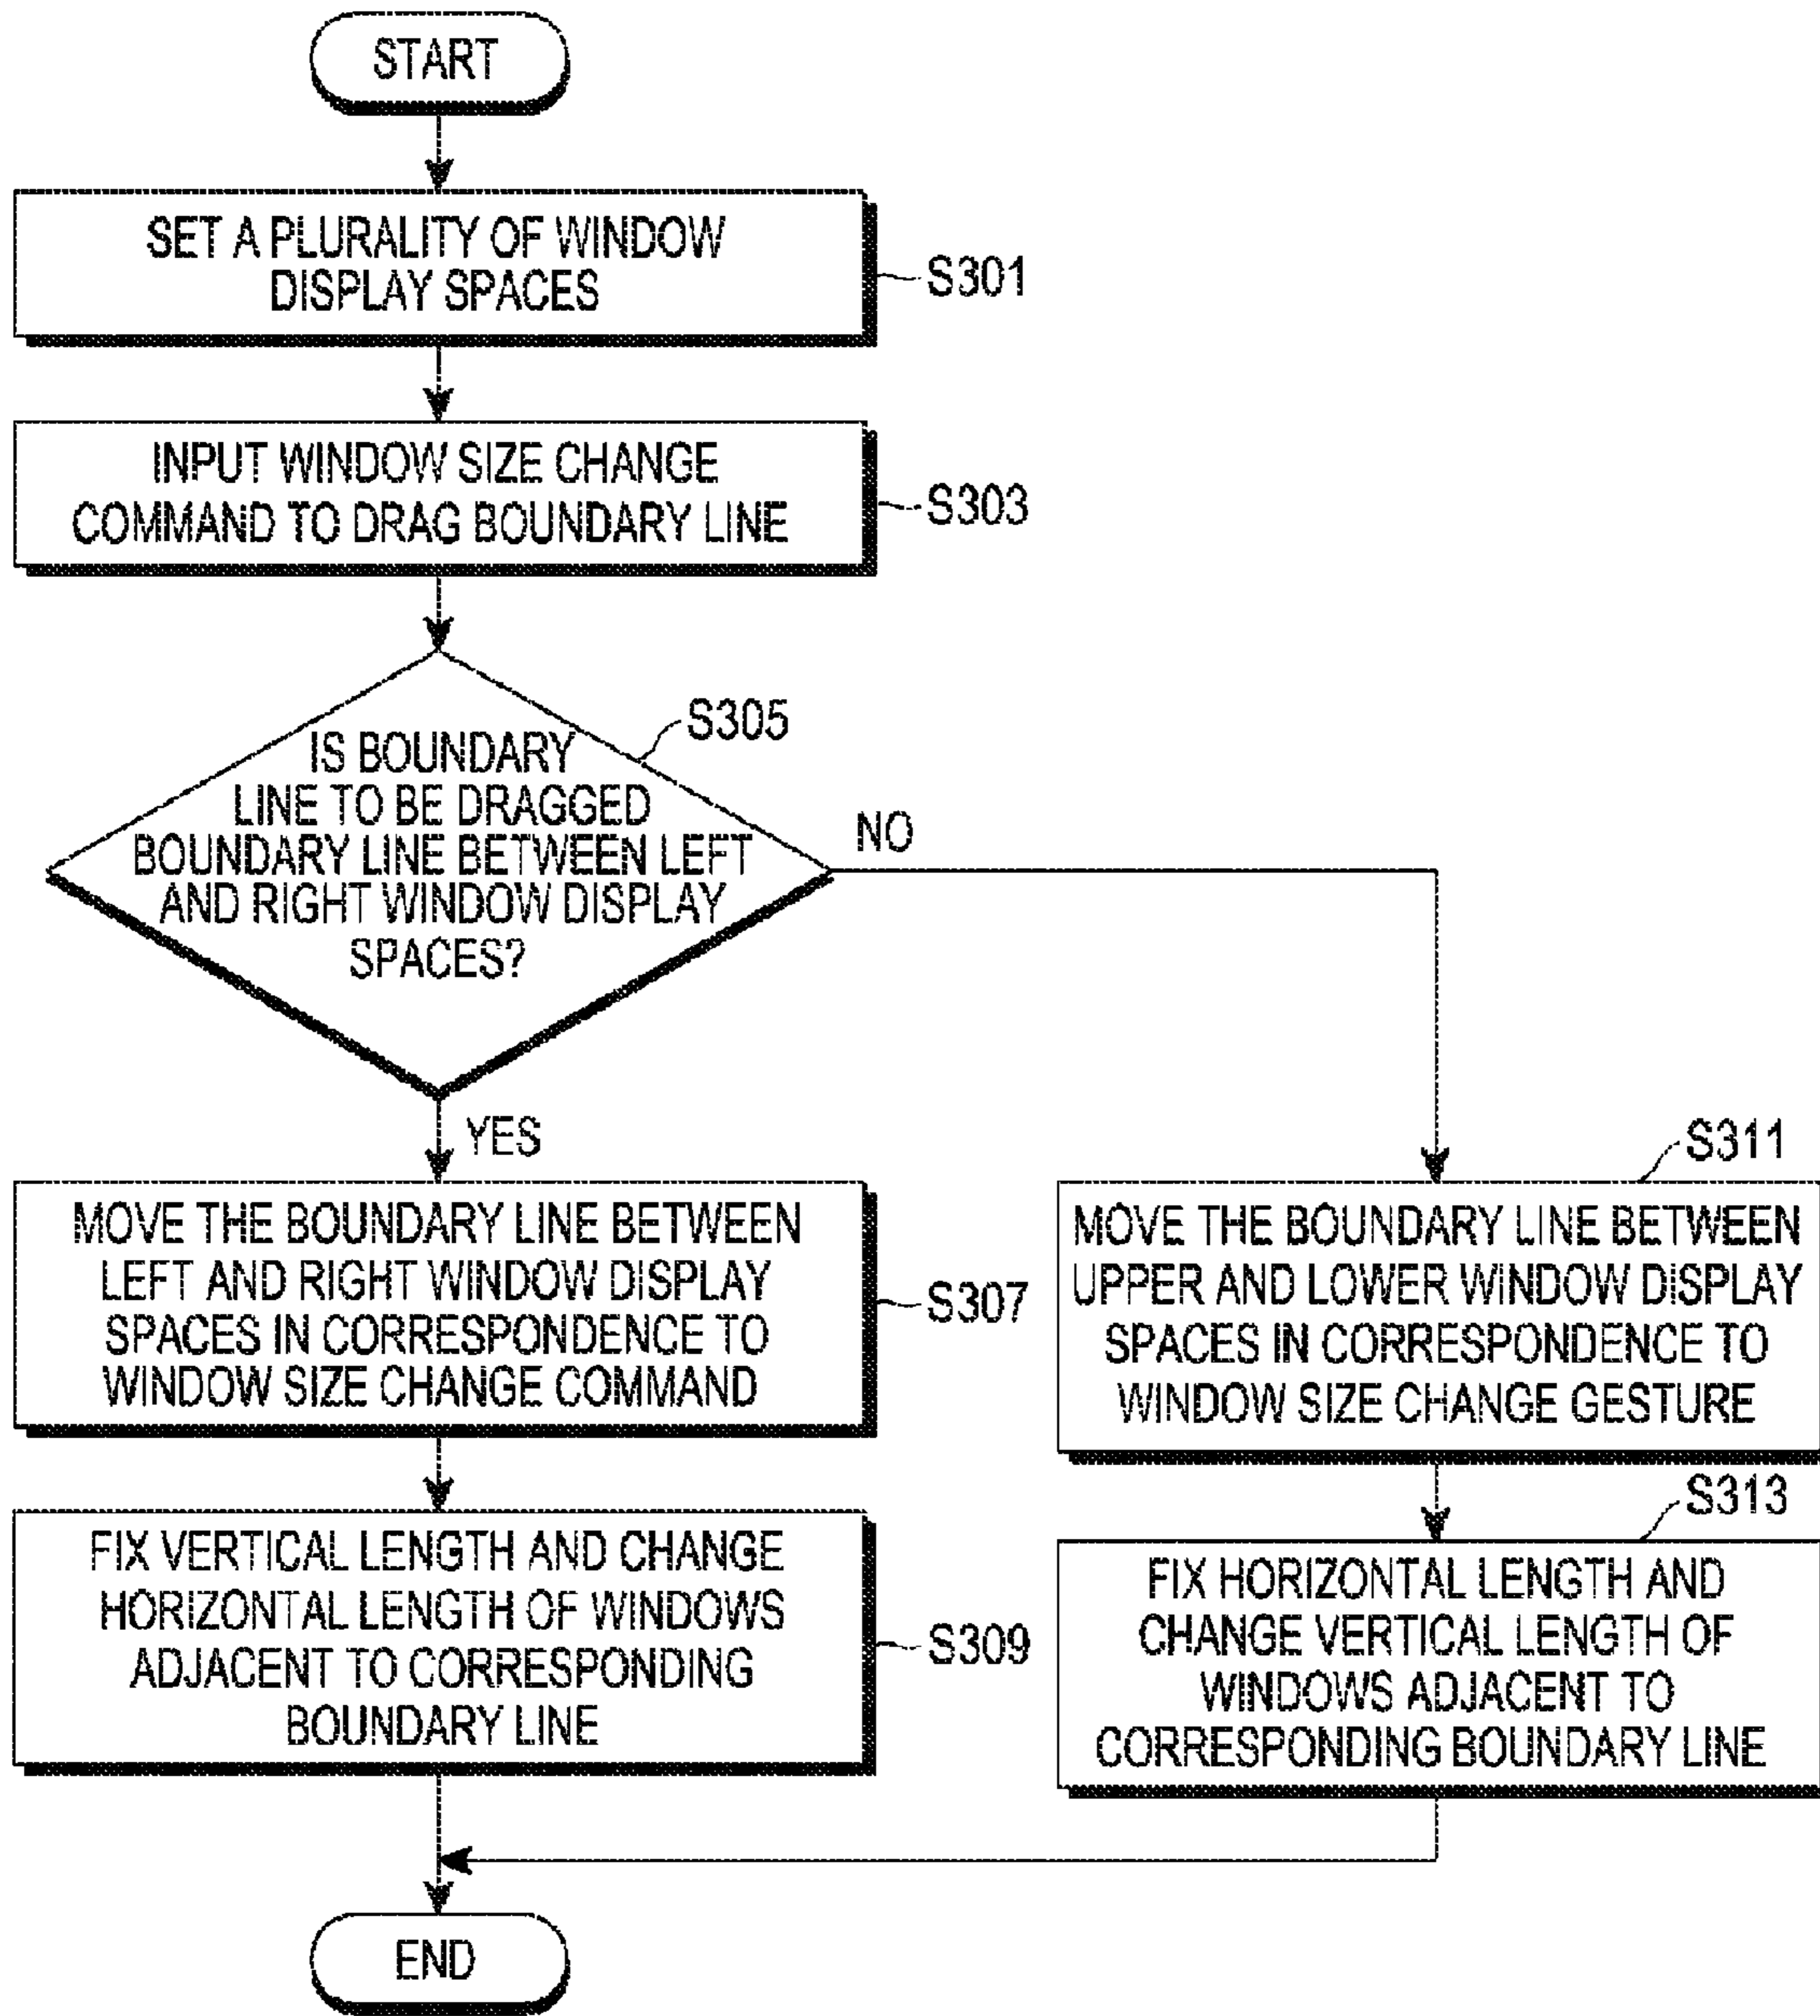 START
SET A PLURALITY OF WINDOW
DISPLAY SPACES
S301
INPUT WINDOW SIZE CHANGE
COMMAND TO DRAG BOUNDARY LINE
S303
S305
IS BOUNDARY
LINE TO BE DRAGGED
BOUNDARY LINE BETWEEN LEFT
AND RIGHT WINDOW DISPLAY
SPACES?
NO
YES
MOVE THE BOUNDARY LINE BETWEEN
LEFT AND RIGHT WINDOW DISPLAY
SPACES IN CORRESPONDENCE TO
WINDOW SIZE CHANGE COMMAND
S307
FIX VERTICAL LENGTH AND CHANGE
HORIZONTAL LENGTH OF WINDOWS
ADJACENT TO CORRESPONDING
BOUNDARY LINE
S309
S311
MOVE THE BOUNDARY LINE BETWEEN
UPPER AND LOWER WINDOW DISPLAY
SPACES IN CORRESPONDENCE TO
WINDOW SIZE CHANGE GESTURE
S313
FIX HORIZONTAL LENGTH AND
CHANGE VERTICAL LENGTH OF
WINDOWS ADJACENT TO
CORRESPONDING BOUNDARY LINE
END